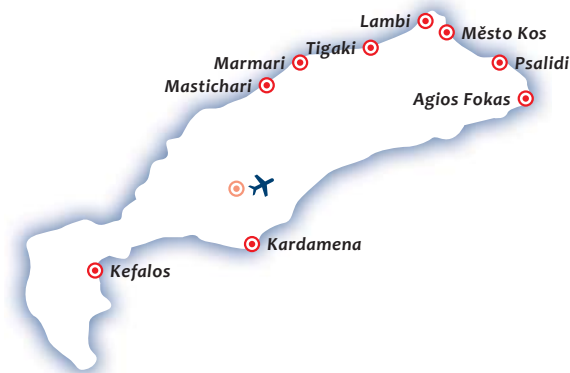 Lambi
Město Kos
Tigaki
Marmari
Psalidi
Mastichari
Agios Fokas
Kardamena
Kefalos